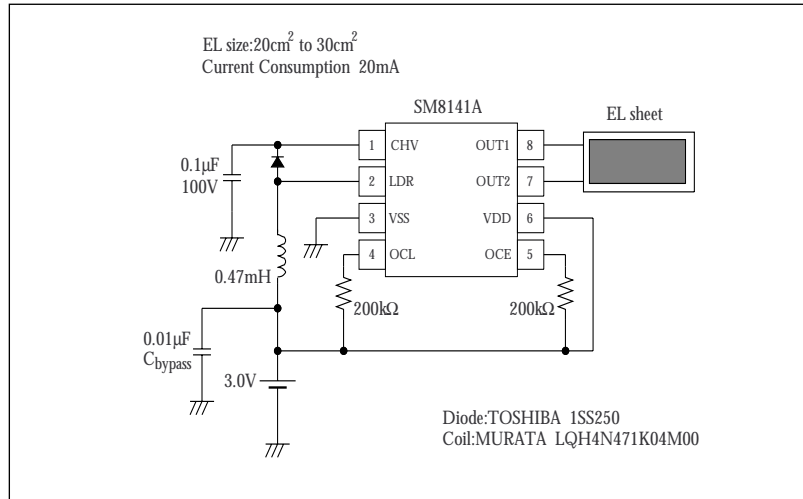 EL size:20cm² to 30cm²
Current Consumption 20mA
SM8141A
EL sheet
1 CHV OUT1 8
0.1µF
100V
2 LDR OUT2 7
3 VSS VDD 6
4 OCL OCE 5
0.47mH
200kΩ 200kΩ
0.01µF
Cbypass
3.0V
Diode:TOSHIBA 1SS250
Coil:MURATA LQH4N471K04M00